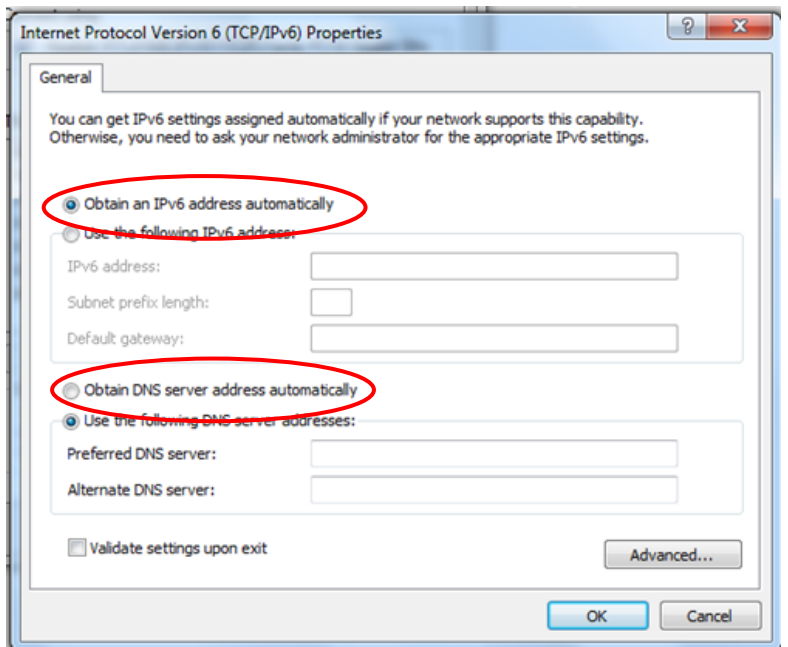 Internet Protocol Version 6 (TCP/IPv6) Properties
General
You can get IPv6 settings assigned automatically if your network supports this capability.
Otherwise, you need to ask your network administrator for the appropriate IPv6 settings.
Obtain an IPv6 address automatically
Use the following IPv6 address:
IPv6 address:
Subnet prefix length:
Default gateway:
Obtain DNS server address automatically
Use the following DNS server addresses:
Preferred DNS server:
Alternate DNS server:
Validate settings upon exit
Advanced...
OK
Cancel